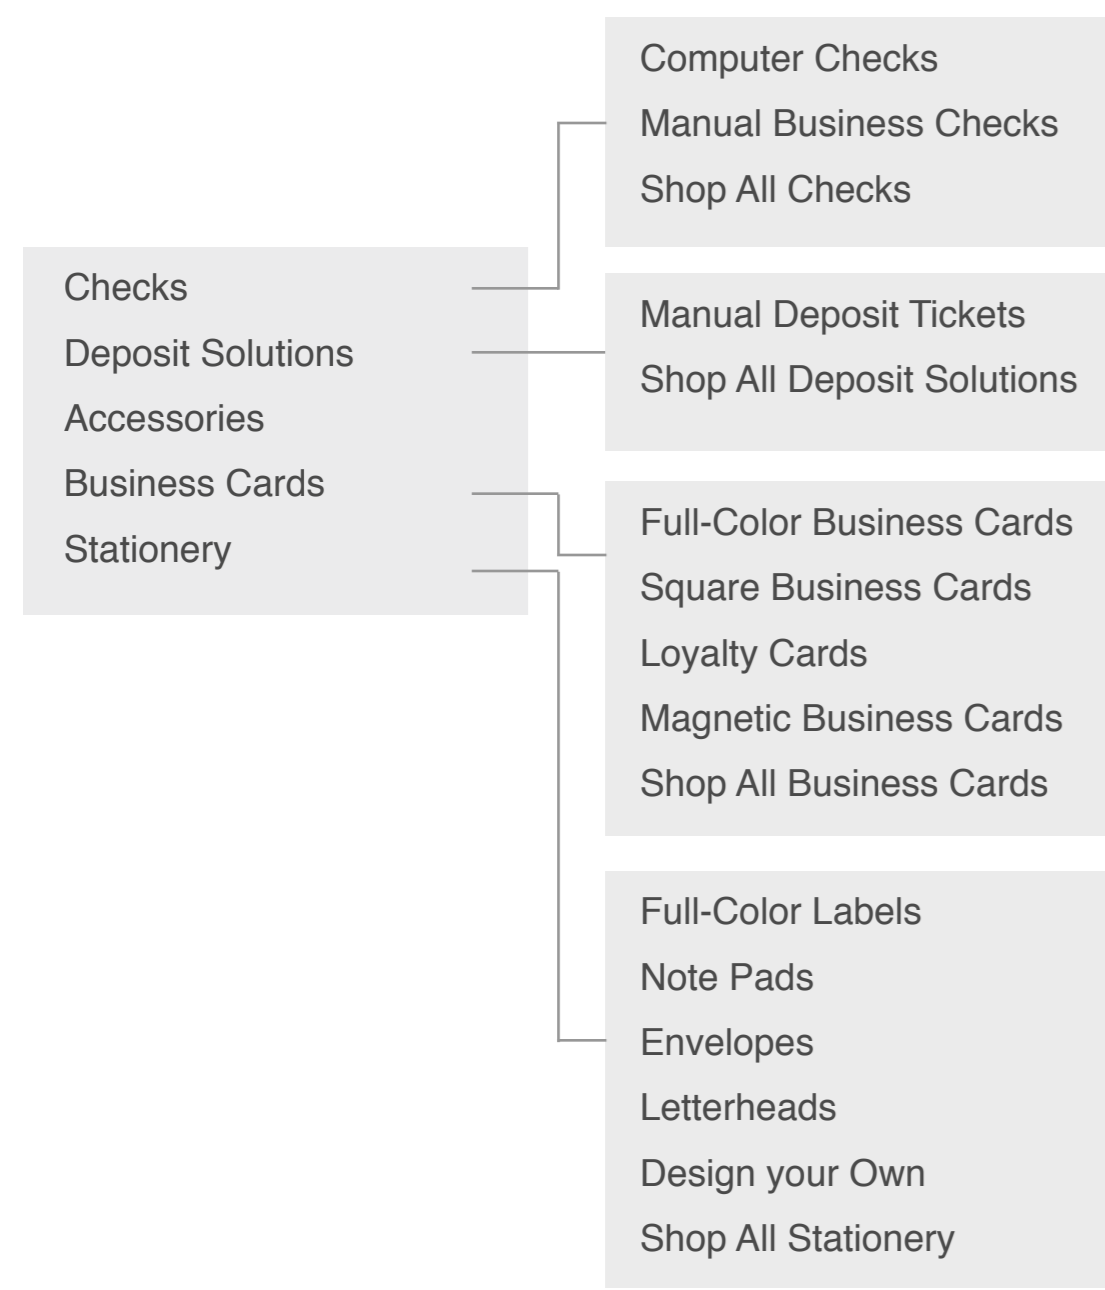 Checks
Deposit Solutions
Accessories
Business Cards
Stationery
Computer Checks
Manual Business Checks
Shop All Checks
Manual Deposit Tickets
Shop All Deposit Solutions
Full-Color Business Cards
Square Business Cards
Loyalty Cards
Magnetic Business Cards
Shop All Business Cards
Full-Color Labels
Note Pads
Envelopes
Letterheads
Design your Own
Shop All Stationery